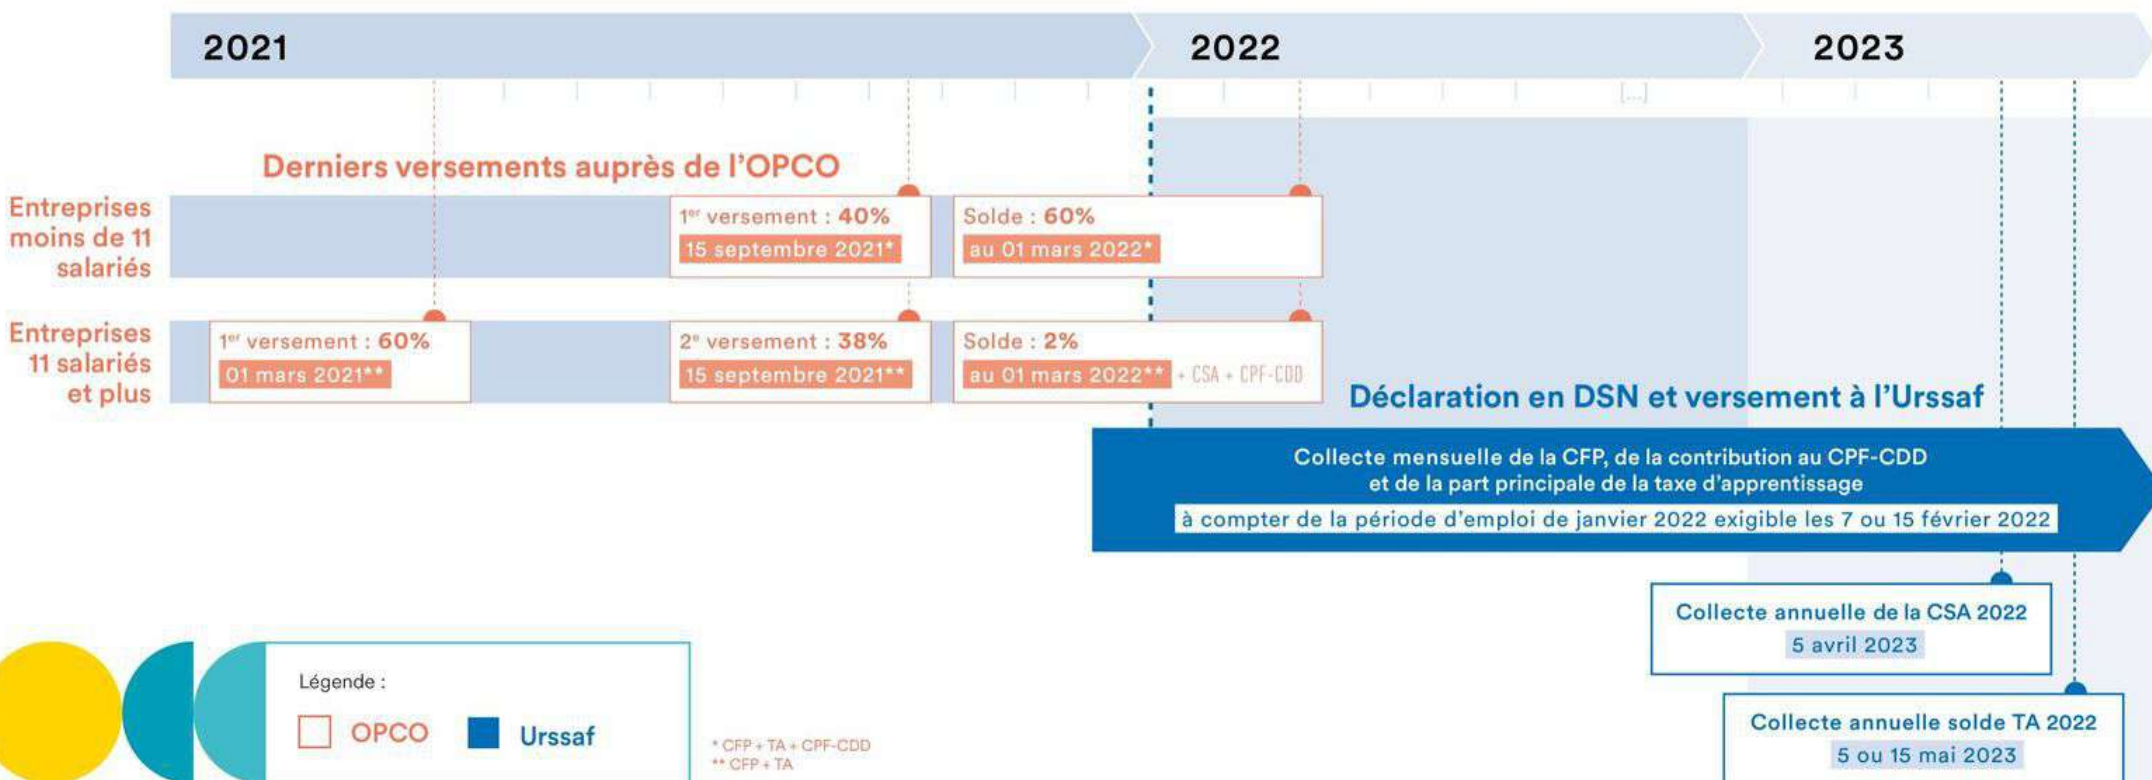 2021
2022
2023
[...]
Derniers versements auprès de l'OPCO
Entreprises
moins de 11
salariés
1er versement : 40%
15 septembre 2021*
Solde : 60%
au 01 mars 2022*
Entreprises
11 salariés
et plus
1er versement : 60%
01 mars 2021**
2e versement : 38%
15 septembre 2021**
Solde : 2%
au 01 mars 2022** + CSA + CPF-CDD
Déclaration en DSN et versement à l'Urssaf
Collecte mensuelle de la CFP, de la contribution au CPF-CDD
et de la part principale de la taxe d'apprentissage
à compter de la période d'emploi de janvier 2022 exigible les 7 ou 15 février 2022
Collecte annuelle de la CSA 2022
5 avril 2023
Collecte annuelle solde TA 2022
5 ou 15 mai 2023
Légende :
OPCO
Urssaf
* CFP + TA + CPF-CDD
** CFP + TA